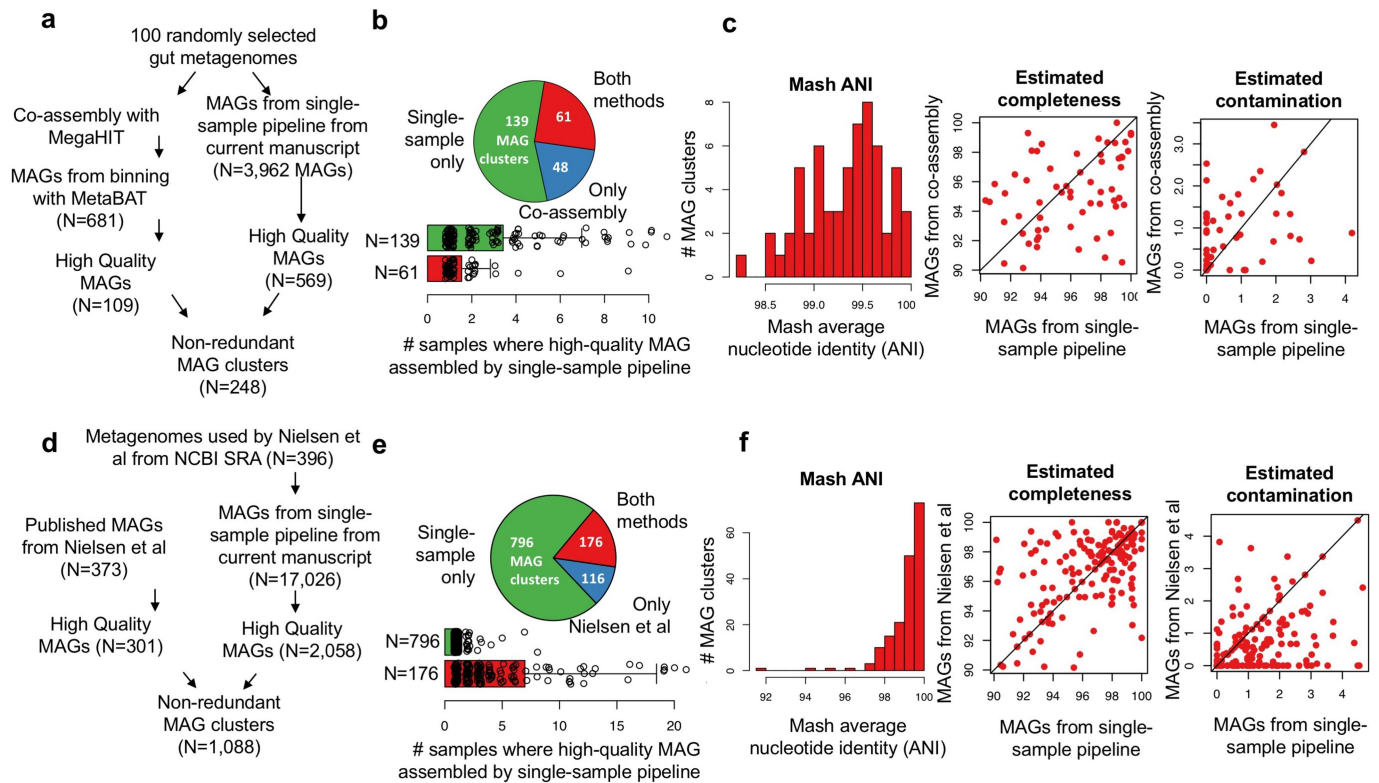 a
100 randomly selected
gut metagenomes
Co-assembly with
MegaHIT
MAGs from single-
sample pipeline from
current manuscript
(N=3,962 MAGs)
MAGs from binning
with MetaBAT
(N=681)
High Quality
MAGs
(N=109)
High Quality
MAGs
(N=569)
Non-redundant
MAG clusters
(N=248)
b
Single-
sample
only
Both
methods
139
MAG
clusters
61
48
Only
Co-assembly
N=139
N=61
0 2 4 6 8 10
# samples where high-quality MAG
assembled by single-sample pipeline
c
Mash ANI
# MAG clusters
0 2 4 6 8
98.5 99.0 99.5 100
Mash average
nucleotide identity (ANI)
Estimated
completeness
MAGs from co-assembly
90 92 94 96 98 100
90 92 94 96 98 100
MAGs from single-
sample pipeline
Estimated
contamination
MAGs from co-assembly
0.0 1.0 2.0 3.0
0 1 2 3 4
MAGs from single-
sample pipeline
d
Metagenomes used by Nielsen et
al from NCBI SRA (N=396)
Published MAGs
from Nielsen et al
(N=373)
MAGs from single-
sample pipeline from
current manuscript
(N=17,026)
High Quality
MAGs (N=301)
High Quality
MAGs (N=2,058)
Non-redundant
MAG clusters
(N=1,088)
e
Single-
sample
only
Both
methods
796
MAG
clusters
176
116
Only
Nielsen et al
N=796
N=176
0 5 10 15 20
# samples where high-quality MAG
assembled by single-sample pipeline
f
Mash ANI
# MAG clusters
0 20 40 60
92 94 96 98 100
Mash average
nucleotide identity (ANI)
Estimated
completeness
MAGs from Nielsen et al
90 92 94 96 98 100
90 92 94 96 98 100
MAGs from single-
sample pipeline
Estimated
contamination
MAGs from Nielsen et al
0 1 2 3 4
0 1 2 3 4
MAGs from single-
sample pipeline